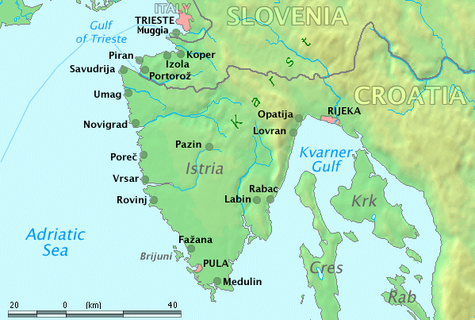 ITALY
SLOVENIA
TRIESTE
Gulf
of Trieste
Muggia
Koper
Piran
Izola
Savudrija
Portorož
Karst
CROATIA
Umag
Opatija
RIJEKA
Novigrad
Lovran
Pazin
Kvarner
Gulf
Poreč
Istria
Vrsar
Rabac
Krk
Rovinj
Labin
Adriatic
Sea
Fažana
Brijuni
PULA
Cres
Medulin
Rab
20 0 (km) 40